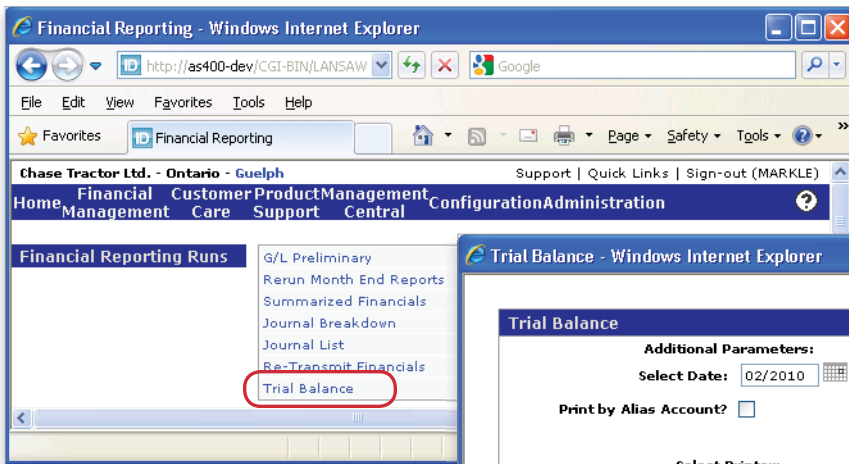 Financial Reporting - Windows Internet Explorer
http://as400-dev/CGI-BIN/LANSAW
Google
File Edit View Favorites Tools Help
Favorites Financial Reporting Page Safety Tools »
Chase Tractor Ltd. - Ontario - Guelph Support | Quick Links | Sign-out (MARKLE)
Home Financial Management Customer Care Product Support Management Central Configuration Administration ?
Financial Reporting Runs
G/L Preliminary
Rerun Month End Reports
Summarized Financials
Journal Breakdown
Journal List
Re-Transmit Financials
Trial Balance
Trial Balance - Windows Internet Explorer
Trial Balance
Additional Parameters:
Select Date: 02/2010
Print by Alias Account?
Select Printer: